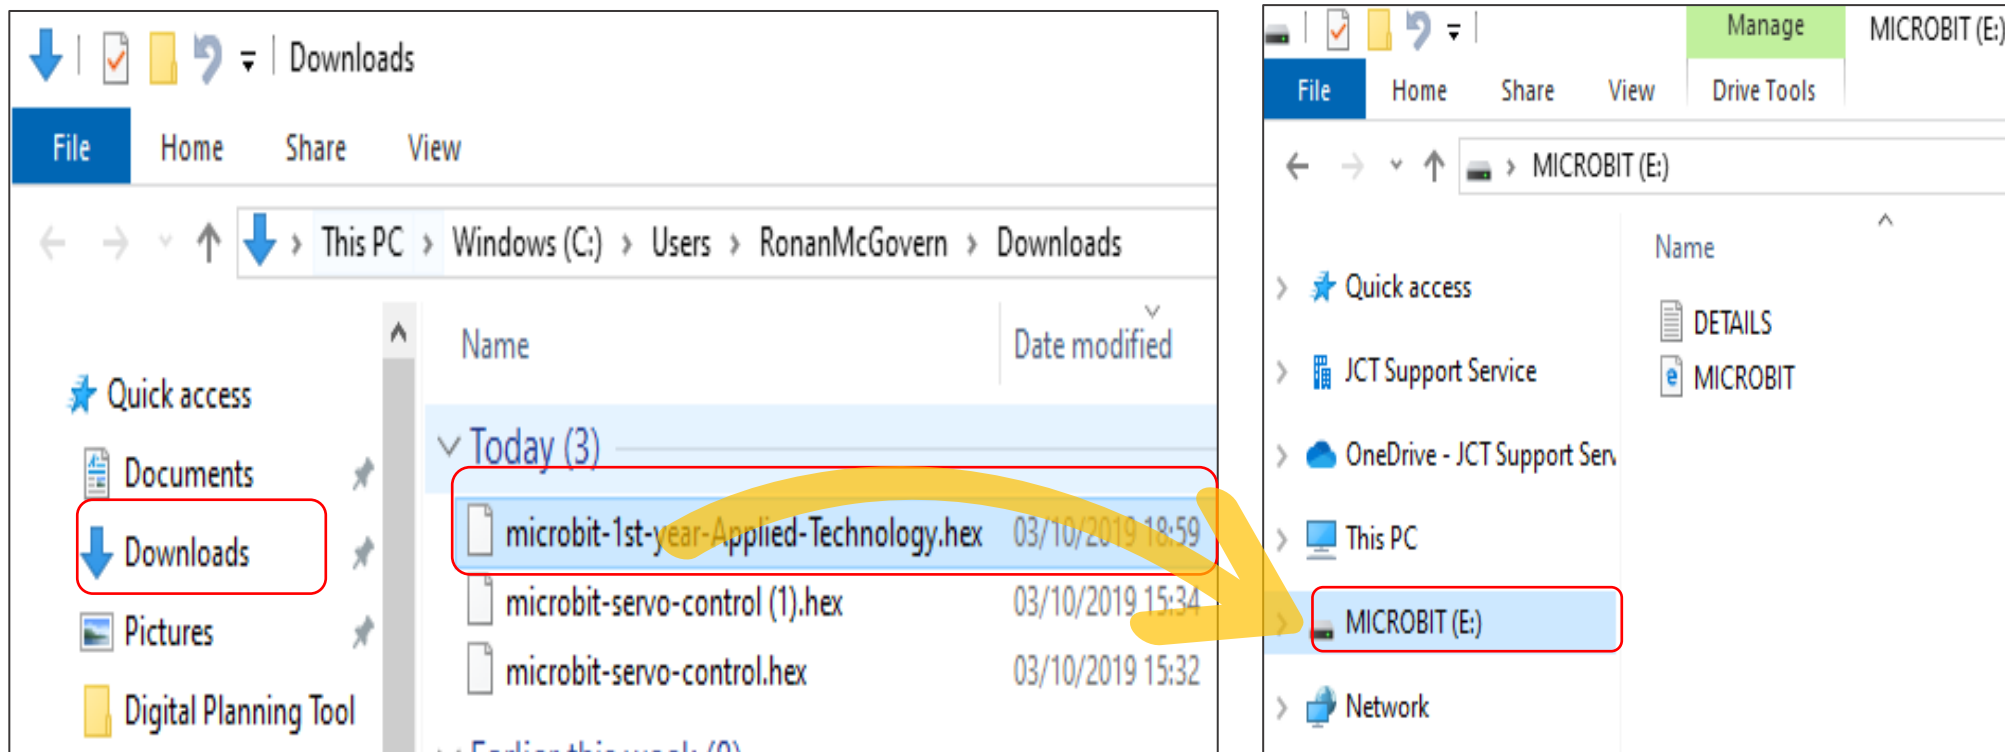 Downloads
File Home Share View
This PC > Windows (C:) > Users > RonanMcGovern > Downloads
Name Date modified
Quick access
Documents
Downloads
Pictures
Digital Planning Tool
Today (3)
microbit-1st-year-Applied-Technology.hex 03/10/2019 18:59
microbit-servo-control (1).hex 03/10/2019 15:34
microbit-servo-control.hex 03/10/2019 15:32
Earlier this week
Manage MICROBIT (E:)
File Home Share View Drive Tools
> MICROBIT (E:)
Name
Quick access
JCT Support Service
OneDrive - JCT Support Serv
This PC
MICROBIT (E:)
Network
DETAILS
MICROBIT